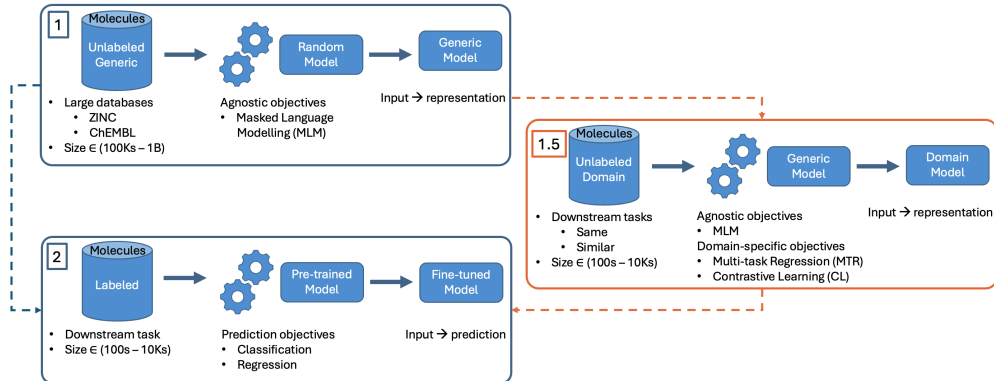 1
Molecules
Unlabeled
Generic
Random
Model
Generic
Model
• Large databases
• ZINC
• ChEMBL
• Size ∈ (100Ks – 1B)
Agnostic objectives
• Masked Language
Modelling (MLM)
Input → representation
1.5
Molecules
Unlabeled
Domain
Generic
Model
Domain
Model
• Downstream tasks
• Same
• Similar
• Size ∈ (100s – 10Ks)
Agnostic objectives
• MLM
Domain-specific objectives
• Multi-task Regression (MTR)
• Contrastive Learning (CL)
Input → representation
2
Molecules
Labeled
Pre-trained
Model
Fine-tuned
Model
• Downstream task
• Size ∈ (100s – 10Ks)
Prediction objectives
• Classification
• Regression
Input → prediction